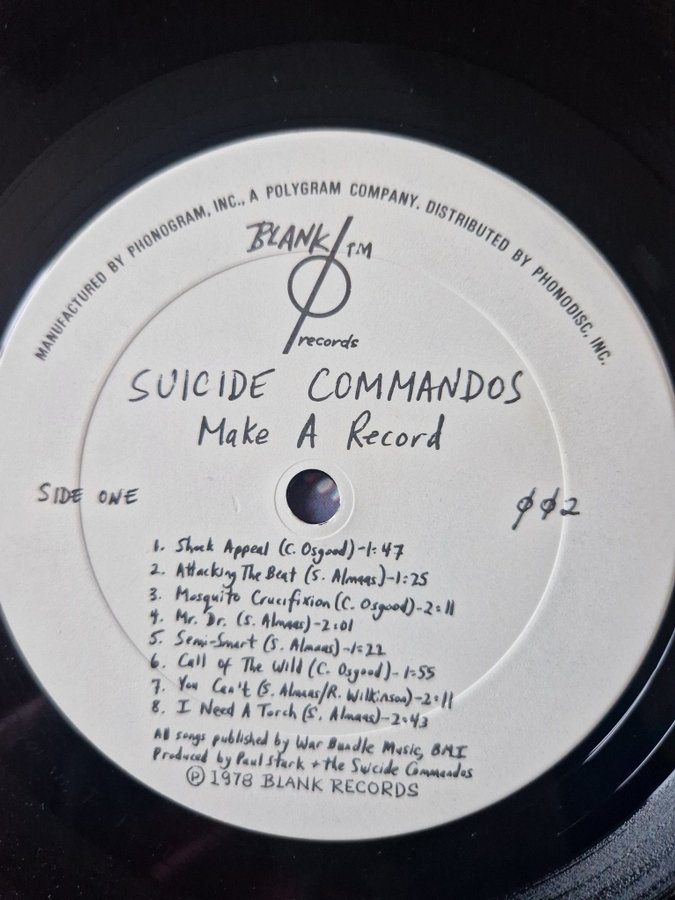 MANUFACTURED BY PHONOGRAM, INC., A POLYGRAM COMPANY. DISTRIBUTED BY PHONODISC, INC.
BLANK TM
records
SUICIDE COMMANDOS
Make A Record
SIDE ONE
φφ2
1. Shock Appeal (C. Osgood)-1:47
2. Attacking The Beat (S. Almaas)-1:25
3. Mosquito Crucifixion (C. Osgood)-2:11
4. Mr. Dr. (S. Almaas)-2:01
5. Semi-Smart (S. Almaas)-1:22
6. Call of The Wild (C. Osgood)-1:55
7. You Can't (S. Almaas/R. Wilkinson)-2:11
8. I Need A Torch (S. Almaas)-2:43
All songs published by War Bundle Music, BMI
Produced by Paul Stark + the Suicide Commandos
℗ 1978 BLANK RECORDS